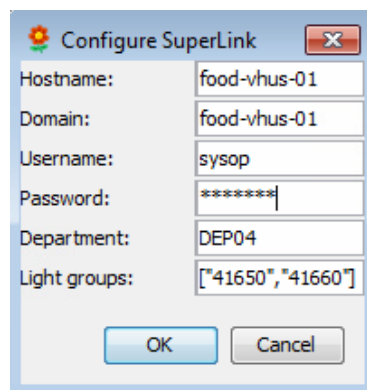 Configure SuperLink
Hostname: food-vhus-01
Domain: food-vhus-01
Username: sysop
Password: *******
Department: DEP04
Light groups: ["41650","41660"]
OK Cancel